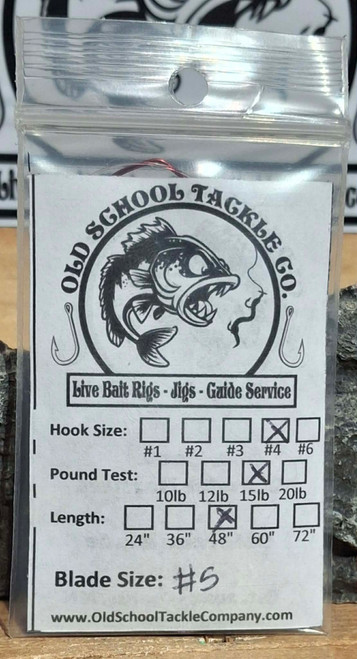 OLD SCHOOL TACKLE CO.
Live Bait Rigs - Jigs - Guide Service
Hook Size:
#1 #2 #3 #4 #6
Pound Test:
10lb 12lb 15lb 20lb
Length:
24" 36" 48" 60" 72"
Blade Size: #5
www.OldSchoolTackleCompany.com